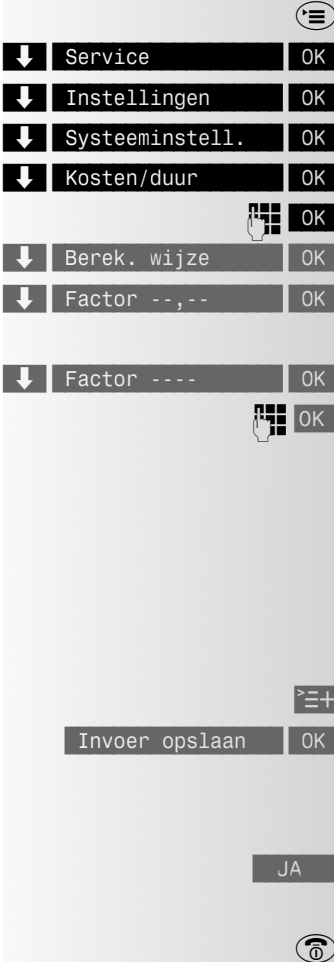 Service OK
Instellingen OK
Systeeminstell. OK
Kosten/duur OK
OK
Berek. wijze OK
Factor --,-- OK
Factor ---- OK
OK
Invoer opslaan OK
JA